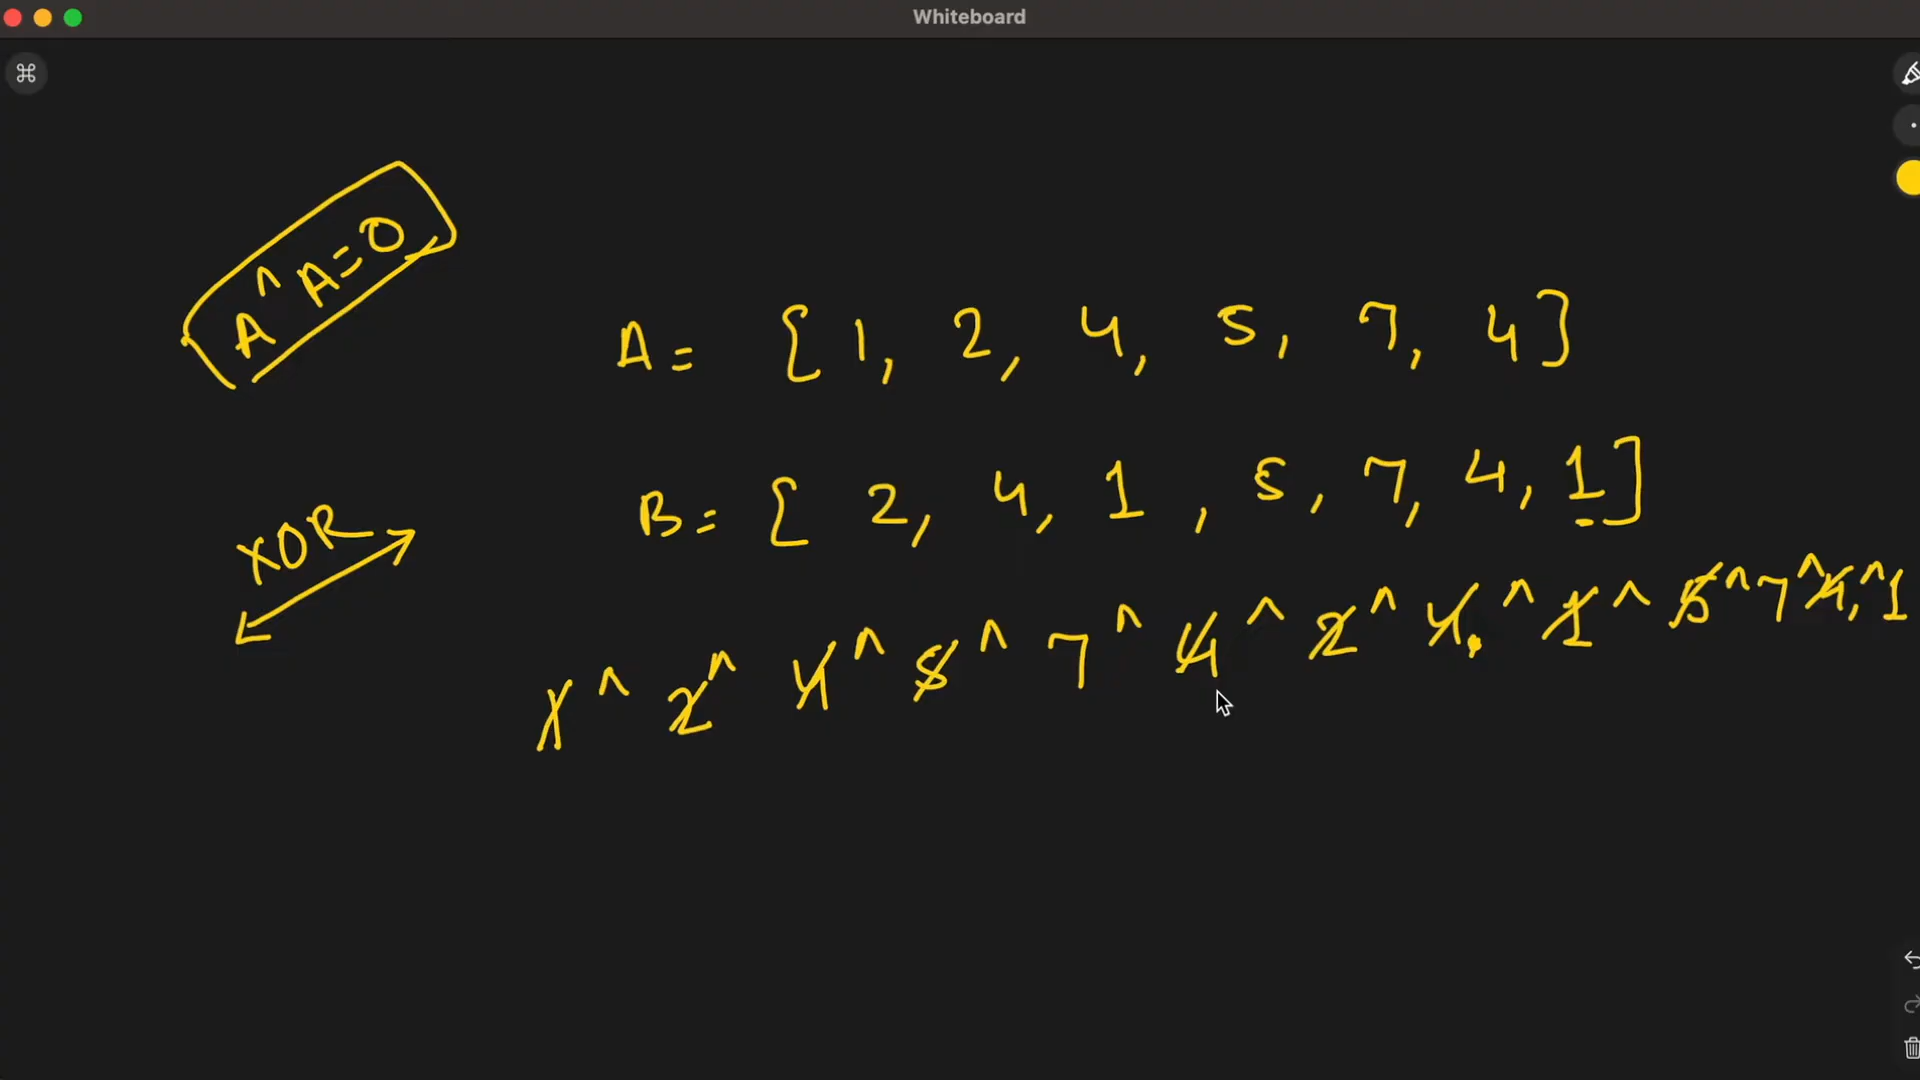 Whiteboard
⌘
A ^ A = 0
A = [1, 2, 4, 5, 7, 4]
XOR
B = [2, 4, 1, 5, 7, 4, 1]
1 ^ 2 ^ 4 ^ 5 ^ 7 ^ 4 ^ 2 ^ 4 ^ 1 ^ 5 ^ 7 ^ 4, ^ 1